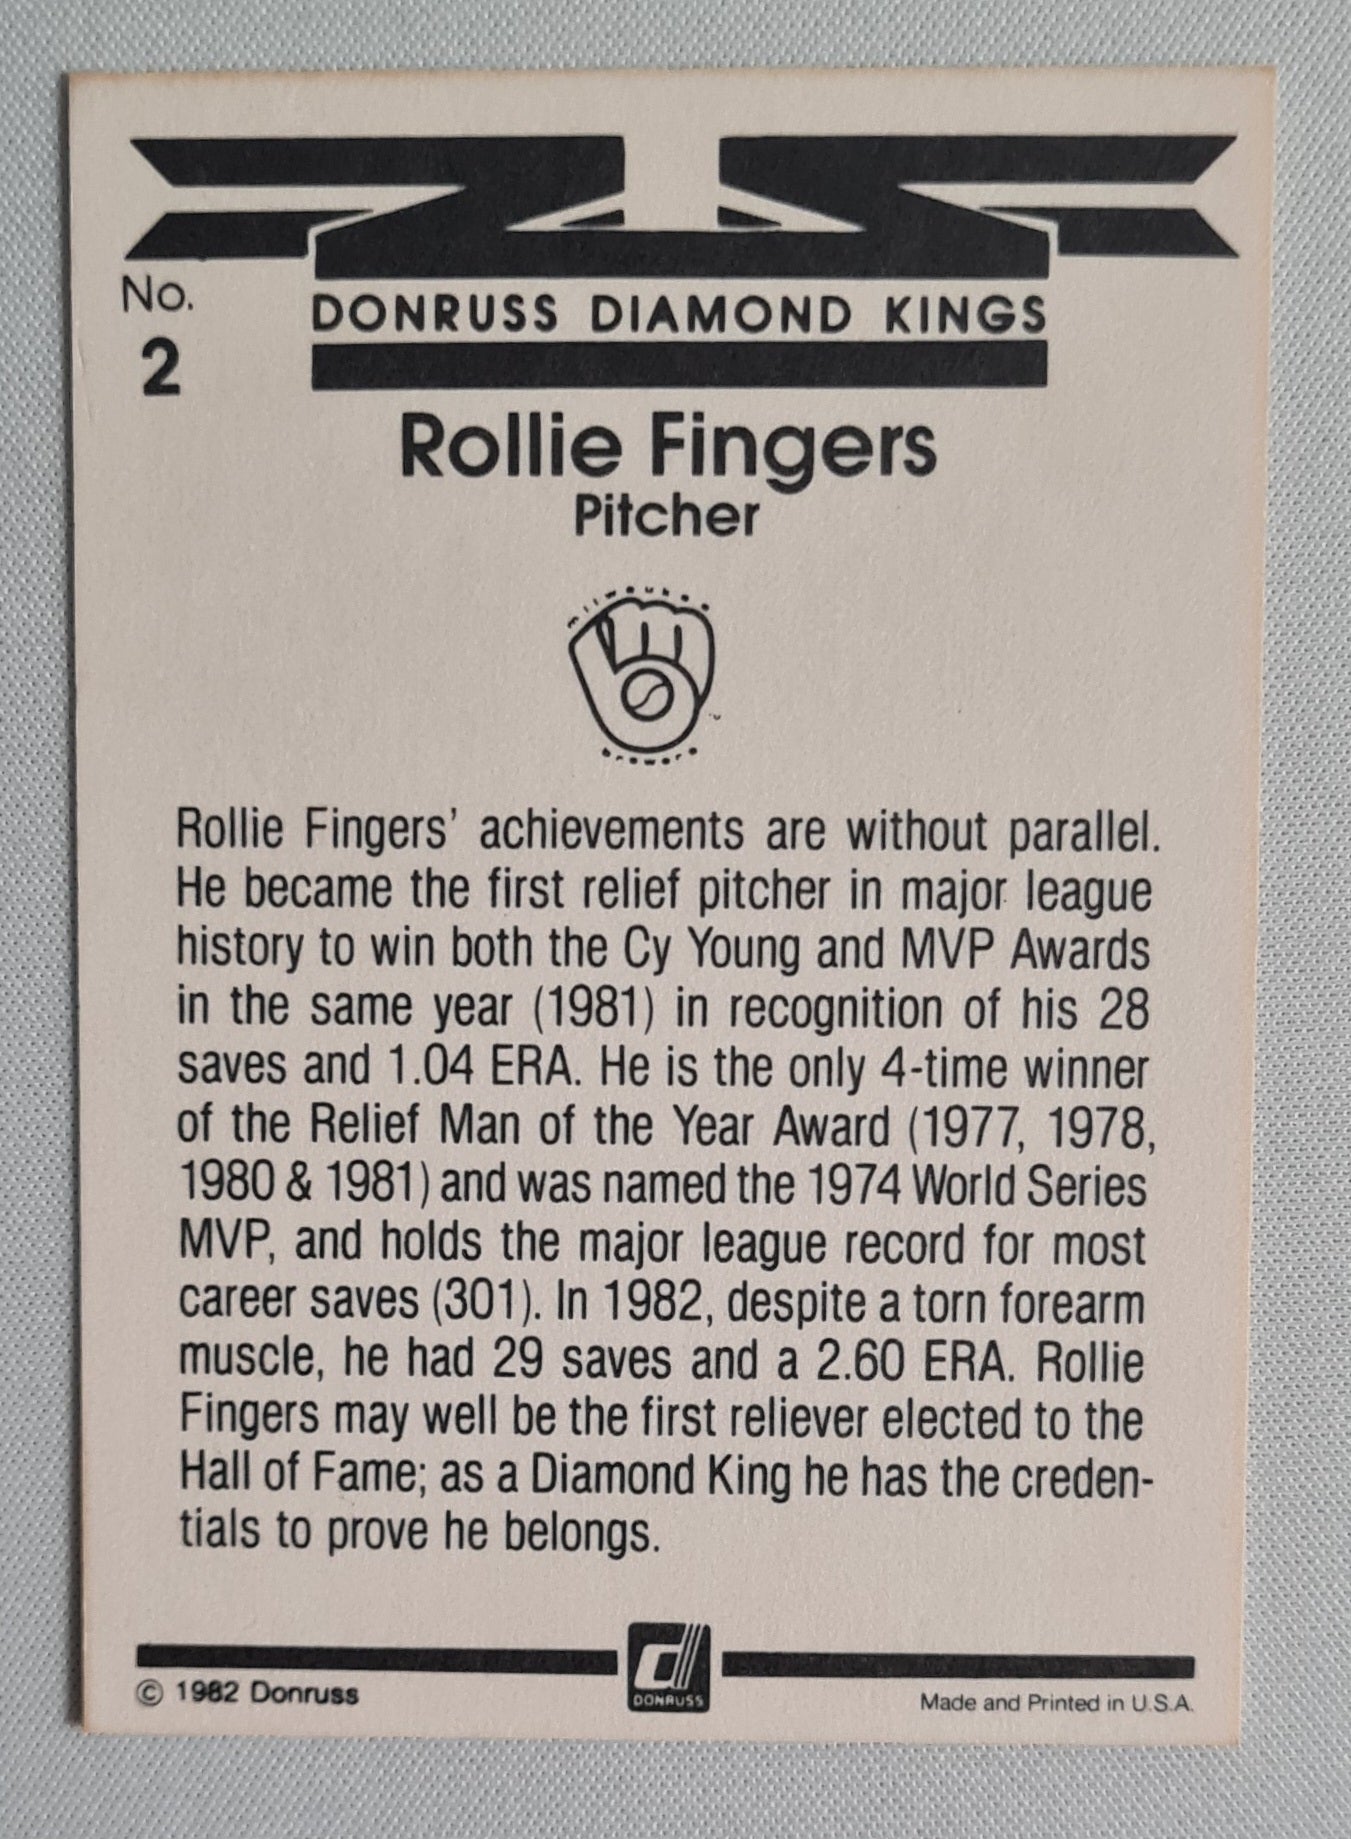 No.
2
DONRUSS DIAMOND KINGS
Rollie Fingers
Pitcher
milwaukee
brewers
Rollie Fingers’ achievements are without parallel.
He became the first relief pitcher in major league
history to win both the Cy Young and MVP Awards
in the same year (1981) in recognition of his 28
saves and 1.04 ERA. He is the only 4-time winner
of the Relief Man of the Year Award (1977, 1978,
1980 & 1981) and was named the 1974 World Series
MVP, and holds the major league record for most
career saves (301). In 1982, despite a torn forearm
muscle, he had 29 saves and a 2.60 ERA. Rollie
Fingers may well be the first reliever elected to the
Hall of Fame; as a Diamond King he has the creden-
tials to prove he belongs.
© 1982 Donruss
d
DONRUSS
Made and Printed in U.S.A.